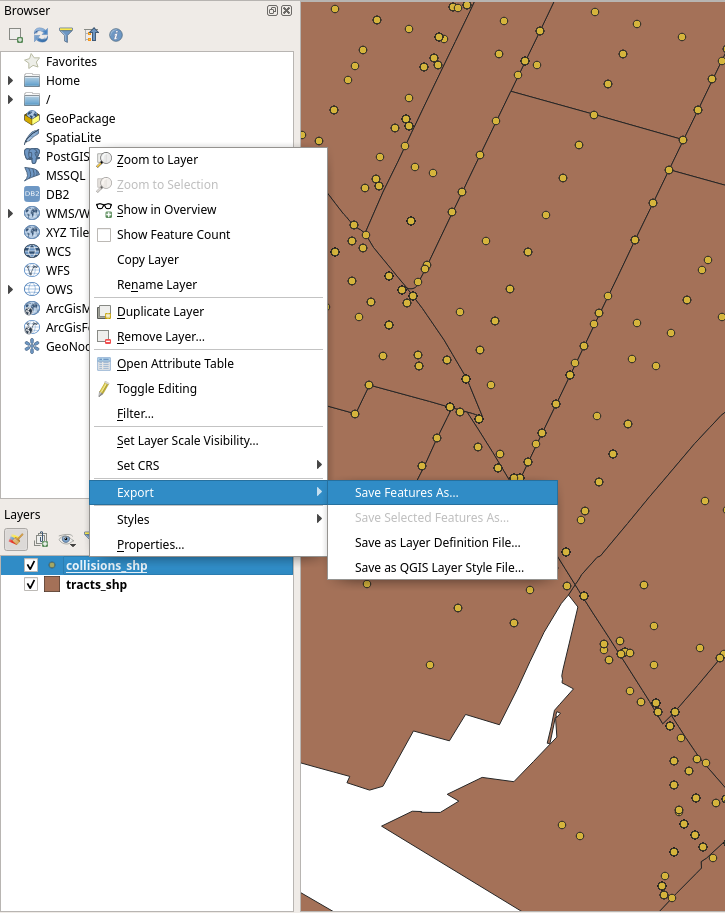 Browser
Favorites
Home
/
GeoPackage
SpatiaLite
PostGIS
MSSQL
DB2
DB2
WMS/W
XYZ Tile
WCS
WFS
OWS
ArcGisM
ArcGisFe
GeoNod
Zoom to Layer
Zoom to Selection
Show in Overview
Show Feature Count
Copy Layer
Rename Layer
Duplicate Layer
Remove Layer...
Open Attribute Table
Toggle Editing
Filter...
Set Layer Scale Visibility...
Set CRS
Export
Styles
Properties...
Save Features As...
Save Selected Features As...
Save as Layer Definition File...
Save as QGIS Layer Style File...
Layers
collisions_shp
tracts_shp